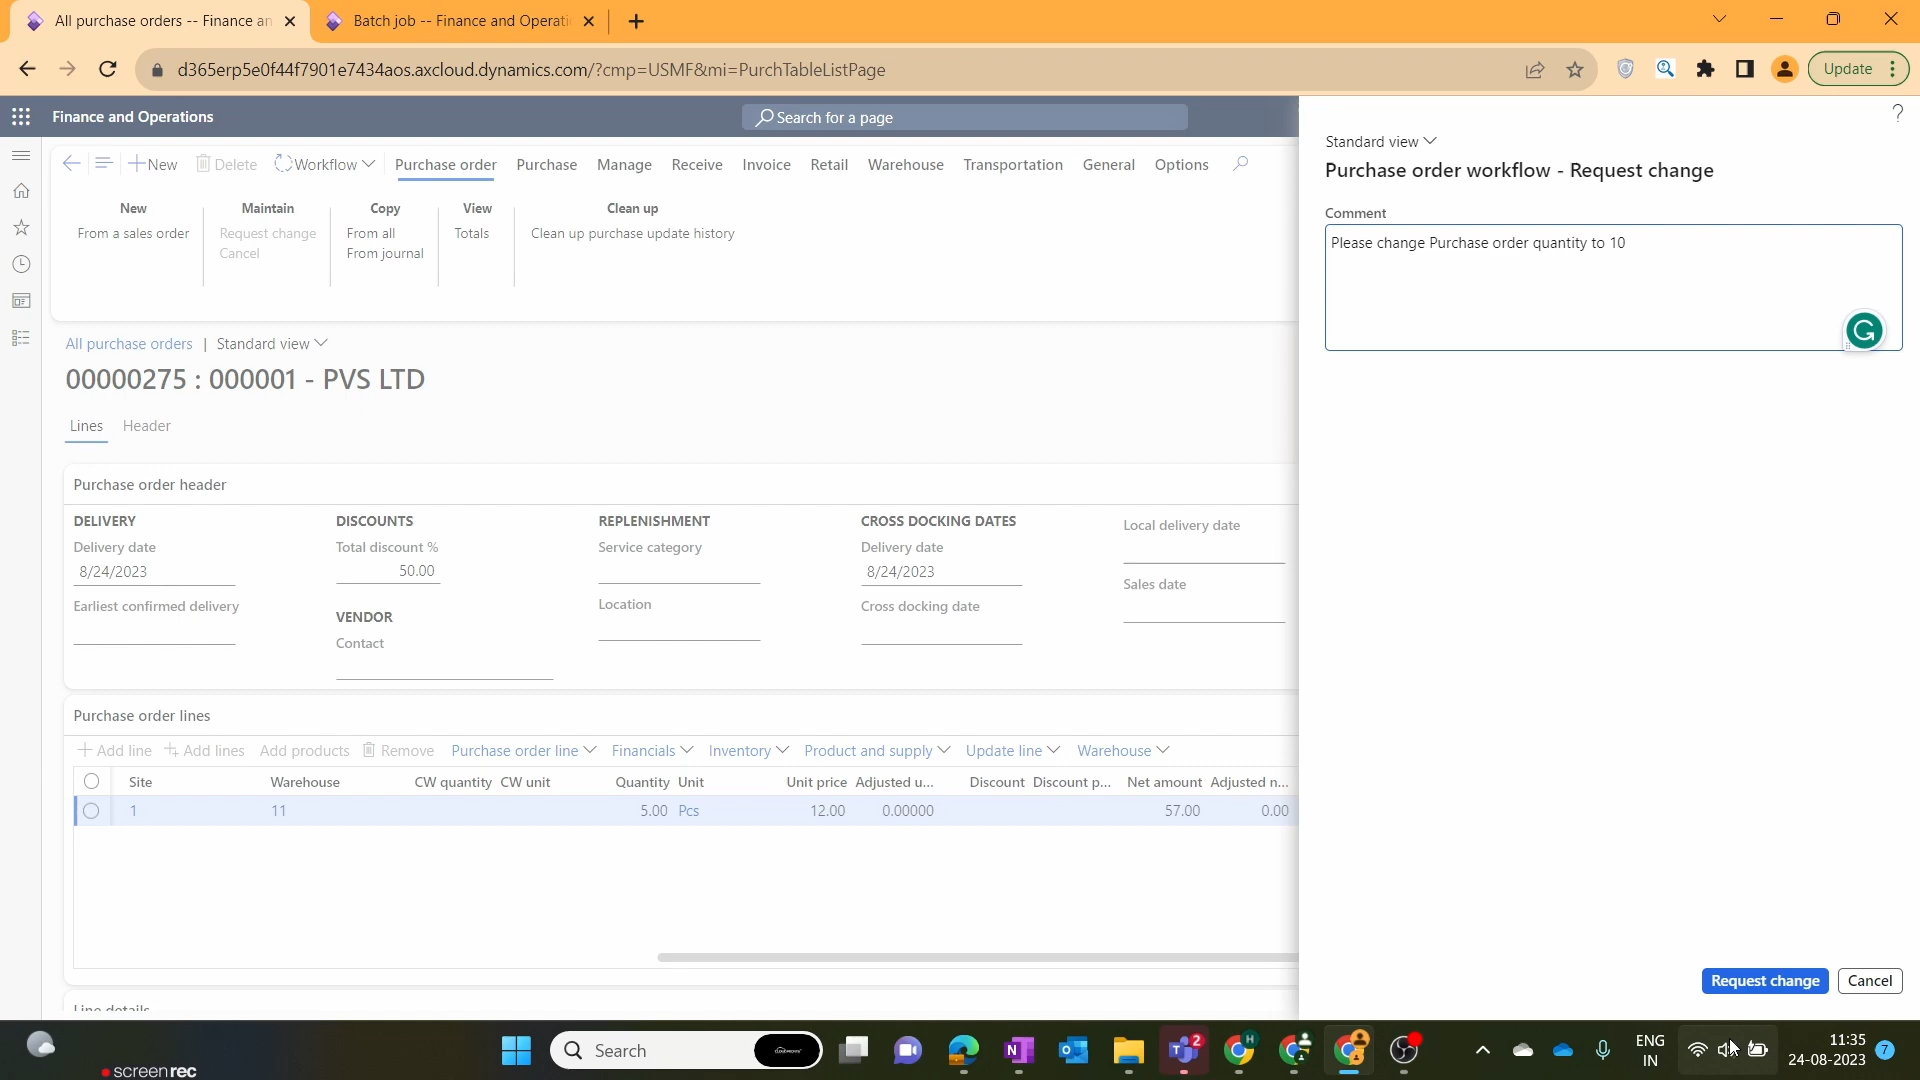 All purchase orders -- Finance an
Batch job -- Finance and Operati
d365erp5e0f44f7901e7434aos.axcloud.dynamics.com/?cmp=USMF&mi=PurchTableListPage
Update
Finance and Operations
Search for a page
New Delete Workflow Purchase order Purchase Manage Receive Invoice Retail Warehouse Transportation General Options
New Maintain Copy View Clean up
From a sales order Request change From all Totals Clean up purchase update history
Cancel From journal
All purchase orders | Standard view
00000275 : 000001 - PVS LTD
Lines Header
Purchase order header
DELIVERY DISCOUNTS REPLENISHMENT CROSS DOCKING DATES Local delivery date
Delivery date Total discount % Service category Delivery date
8/24/2023 50.00 8/24/2023
Sales date
Earliest confirmed delivery VENDOR Location Cross docking date
Contact
Purchase order lines
Add line Add lines Add products Remove Purchase order line Financials Inventory Product and supply Update line Warehouse
Site Warehouse CW quantity CW unit Quantity Unit Unit price Adjusted u... Discount Discount p... Net amount Adjusted n...
1 11 5.00 Pcs 12.00 0.00000 57.00 0.00
Line details
?
Standard view
Purchase order workflow - Request change
Comment
Please change Purchase order quantity to 10
Request change Cancel
Search
2
H
ENG
IN
11:35
24-08-2023
7
screenrec